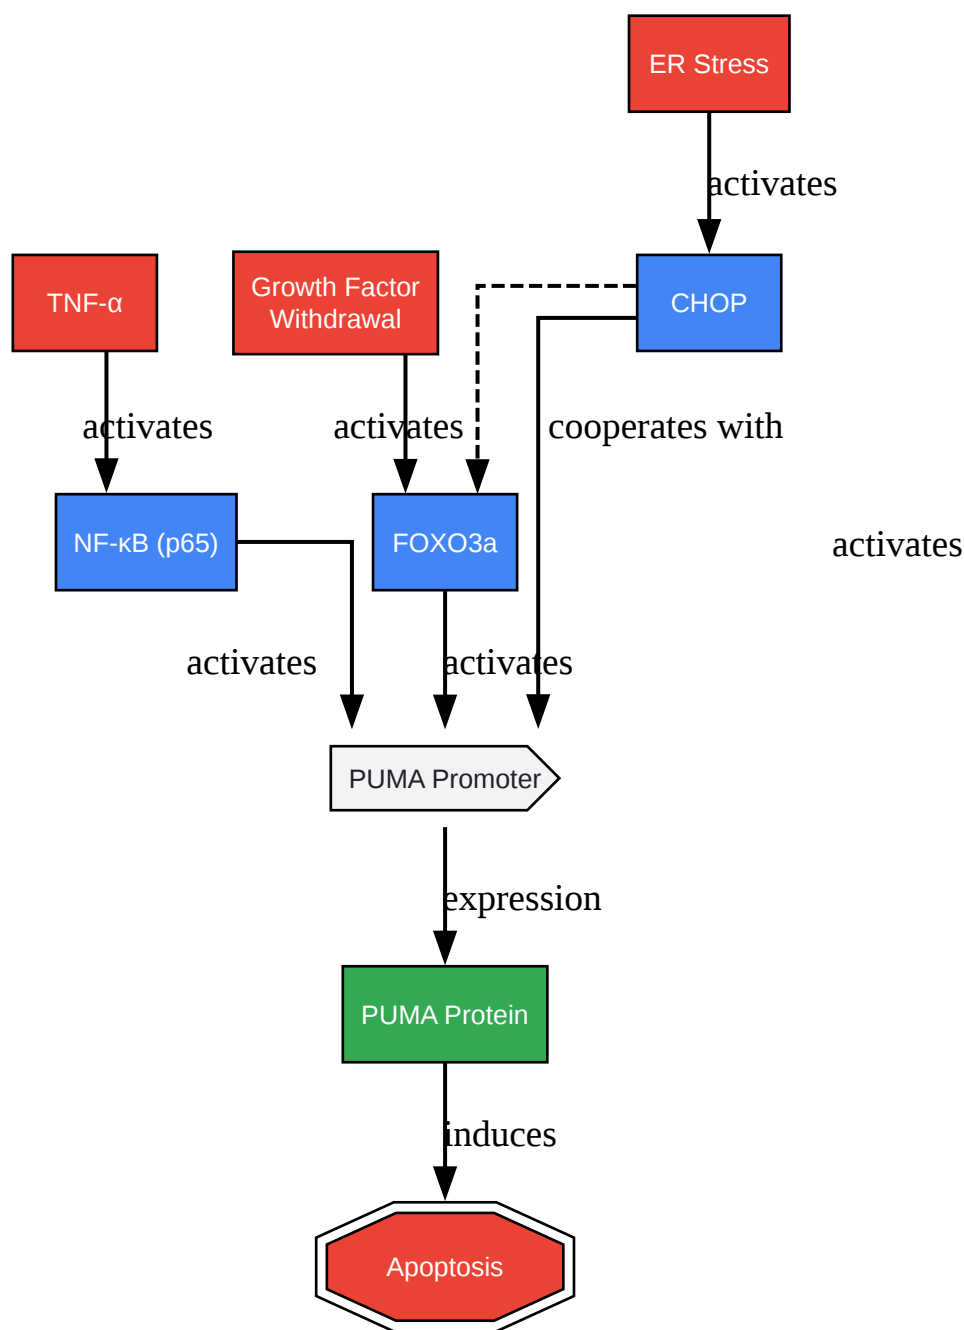 ER Stress
activates
TNF-α
Growth Factor
Withdrawal
CHOP
activates
activates
cooperates with
NF-κB (p65)
FOXO3a
activates
activates
activates
PUMA Promoter
expression
PUMA Protein
induces
Apoptosis